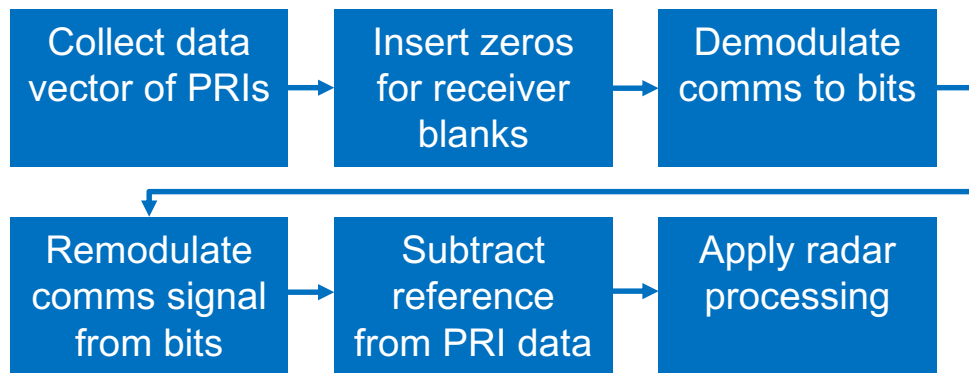 Collect data
vector of PRIs
Insert zeros
for receiver
blanks
Demodulate
comms to bits
Remodulate
comms signal
from bits
Subtract
reference
from PRI data
Apply radar
processing